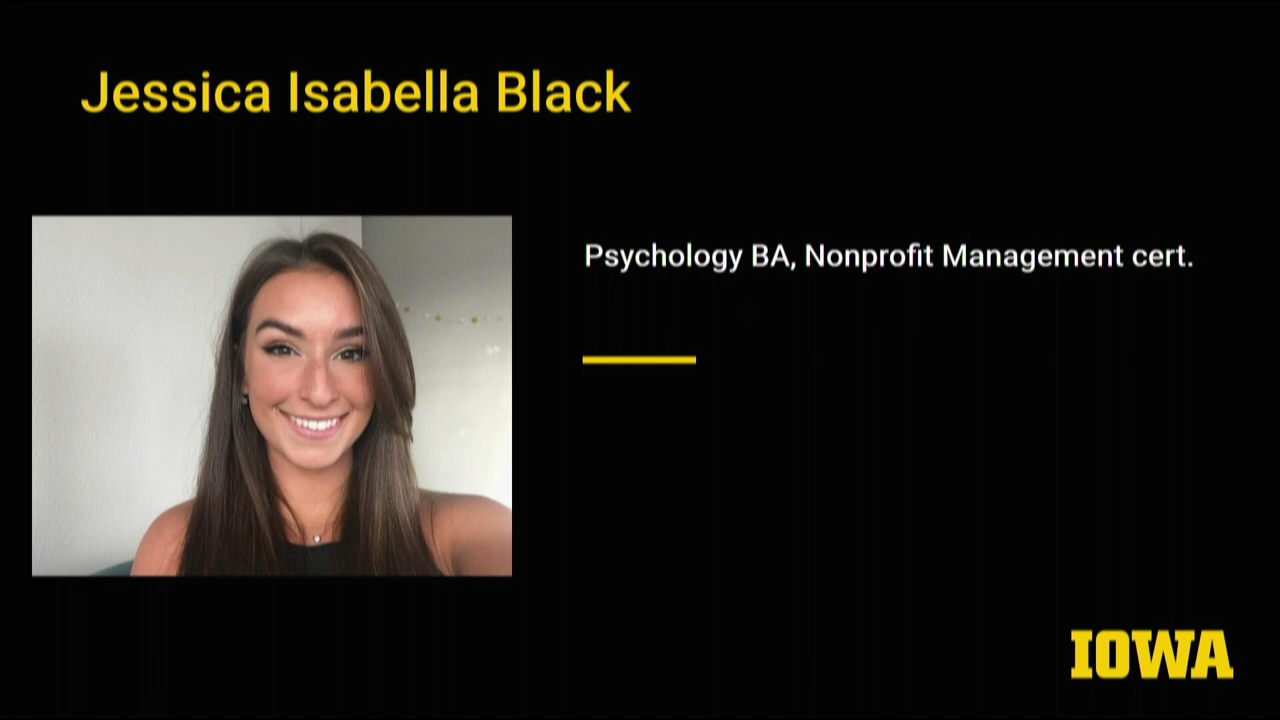 Jessica Isabella Black
Psychology BA, Nonprofit Management cert.
IOWA